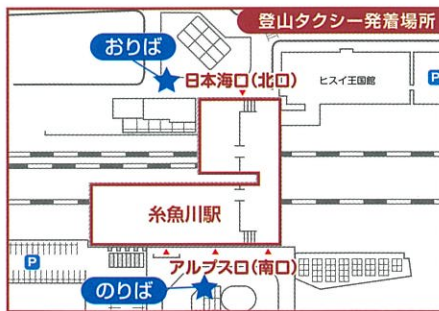 登山タクシー発着場所
おりば
日本海口(北口)
ヒスイ王国館
P
糸魚川駅
P
アルプス口(南口)
のりば